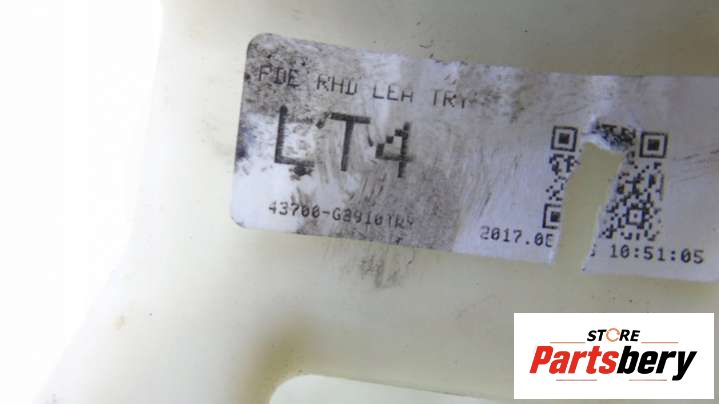 PDE RHD LEA TRY
LT4
43700-G3910TRY
2017.0 10:51:05
STORE
Partsbery